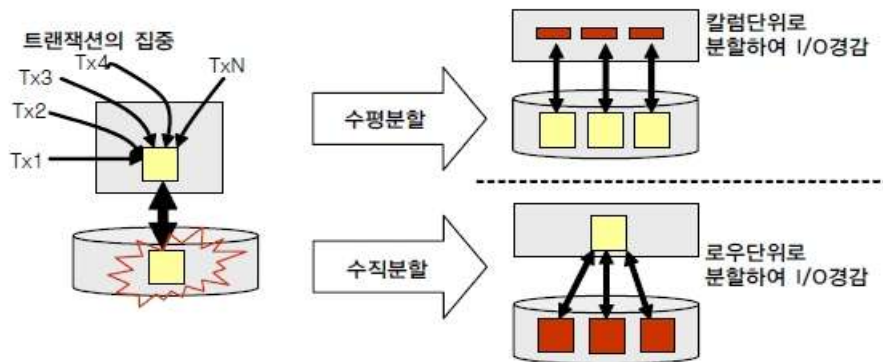 트랜잭션의 집중
Tx4
TxN
Tx3
Tx2
Tx1
수평분할
칼럼단위로
분할하여 I/O경감
수직분할
로우단위로
분할하여 I/O경감